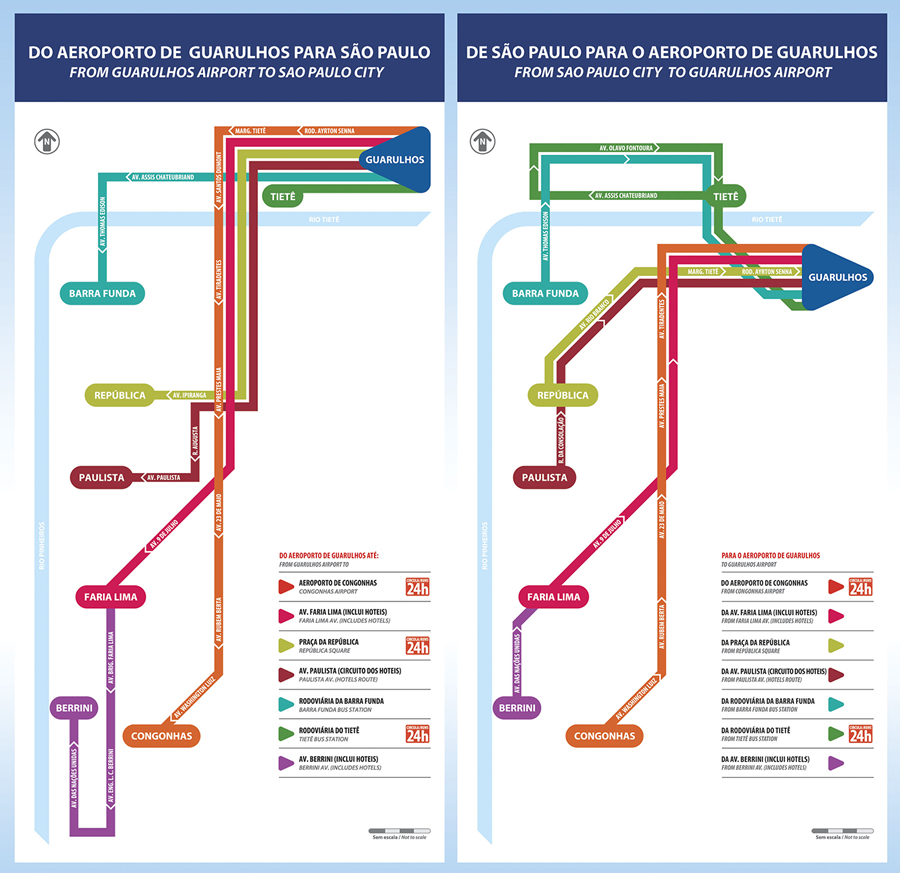 DO AEROPORTO DE GUARULHOS PARA SÃO PAULO
FROM GUARULHOS AIRPORT TO SAO PAULO CITY
N
MARG. TIETÊ
ROD. AYRTON SENNA
GUARULHOS
AV. SANTOS DUMONT
AV. ASSIS CHATEUBRIAND
TIETÊ
RIO TIETÊ
AV. THOMAS EDISON
AV. TIRADENTES
BARRA FUNDA
AV. PRESTES MAIA
REPÚBLICA
AV. IPIRANGA
R. AUGUSTA
PAULISTA
AV. PAULISTA
AV. 23 DE MAIO
AV. 9 DE JULHO
RIO PINHEIROS
FARIA LIMA
AV. BRIG. FARIA LIMA
AV. RUBEM BERTA
AV. WASHINGTON LUIZ
BERRINI
CONGONHAS
AV. DAS NAÇÕES UNIDAS
AV. ENG. L. C. BERRINI
DO AEROPORTO DE GUARULHOS ATÉ:
FROM GUARULHOS AIRPORT TO
AEROPORTO DE CONGONHAS
CONGONHAS AIRPORT
24h
AV. FARIA LIMA (INCLUI HOTEIS)
FARIA LIMA AV. (INCLUDES HOTELS)
PRAÇA DA REPÚBLICA
REPÚBLICA SQUARE
24h
AV. PAULISTA (CIRCUITO DOS HOTEIS)
PAULISTA AV. (HOTELS ROUTE)
RODOVIÁRIA DA BARRA FUNDA
BARRA FUNDA BUS STATION
RODOVIÁRIA DO TIETÊ
TIETÊ BUS STATION
24h
AV. BERRINI (INCLUI HOTEIS)
BERRINI AV. (INCLUDES HOTELS)
Sem escala / Not to scale
DE SÃO PAULO PARA O AEROPORTO DE GUARULHOS
FROM SAO PAULO CITY TO GUARULHOS AIRPORT
N
AV. OLAVO FONTOURA
AV. ASSIS CHATEUBRIAND
TIETÊ
RIO TIETÊ
AV. THOMAS EDISON
MARG. TIETÊ
ROD. AYRTON SENNA
GUARULHOS
BARRA FUNDA
AV. RIO BRANCO
AV. TIRADENTES
REPÚBLICA
AV. PRESTES MAIA
R. DA CONSOLAÇÃO
PAULISTA
AV. 23 DE MAIO
AV. 9 DE JULHO
RIO PINHEIROS
FARIA LIMA
AV. RUBEM BERTA
AV. DAS NAÇÕES UNIDAS
AV. WASHINGTON LUIZ
BERRINI
CONGONHAS
PARA O AEROPORTO DE GUARULHOS
TO GUARULHOS AIRPORT
DO AEROPORTO DE CONGONHAS
FROM CONGONHAS AIRPORT
24h
DA AV. FARIA LIMA (INCLUI HOTEIS)
FROM FARIA LIMA AV. (INCLUDES HOTELS)
DA PRAÇA DA REPÚBLICA
FROM REPÚBLICA SQUARE
DA AV. PAULISTA (CIRCUITO DOS HOTEIS)
FROM PAULISTA AV. (HOTELS ROUTE)
DA RODOVIÁRIA DA BARRA FUNDA
FROM BARRA FUNDA BUS STATION
DA RODOVIÁRIA DO TIETÊ
FROM TIETÊ BUS STATION
24h
DA AV. BERRINI (INCLUI HOTEIS)
FROM BERRINI AV. (INCLUDES HOTELS)
Sem escala / Not to scale